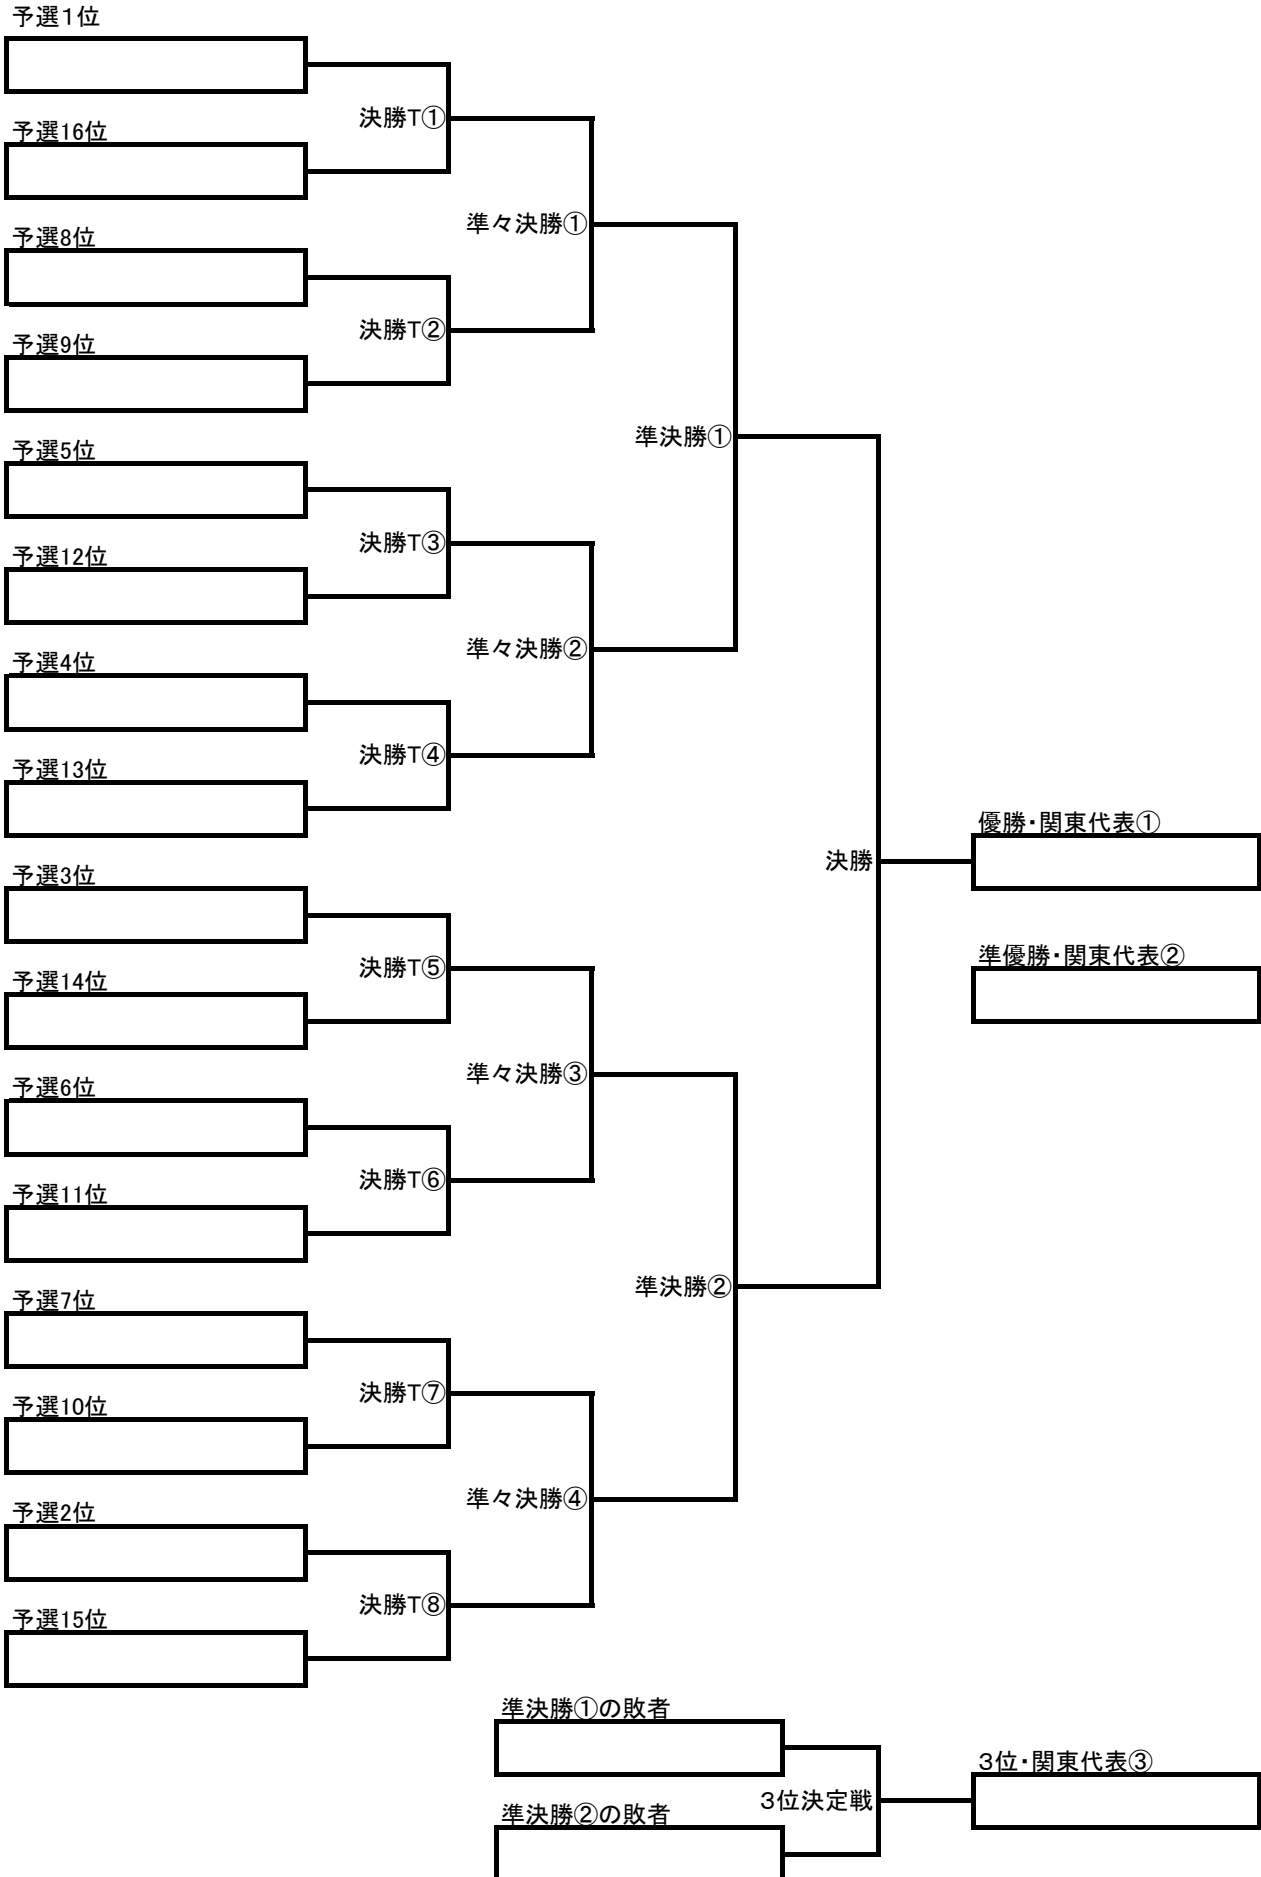 予選１位
決勝T①
予選16位
準々決勝①
予選8位
決勝T②
予選9位
準決勝①
予選5位
決勝T③
予選12位
準々決勝②
予選4位
決勝T④
予選13位
優勝・関東代表①
決勝
予選3位
準優勝・関東代表②
決勝T⑤
予選14位
準々決勝③
予選6位
決勝T⑥
予選11位
準決勝②
予選7位
決勝T⑦
予選10位
準々決勝④
予選2位
決勝T⑧
予選15位
準決勝①の敗者
３位・関東代表③
３位決定戦
準決勝②の敗者